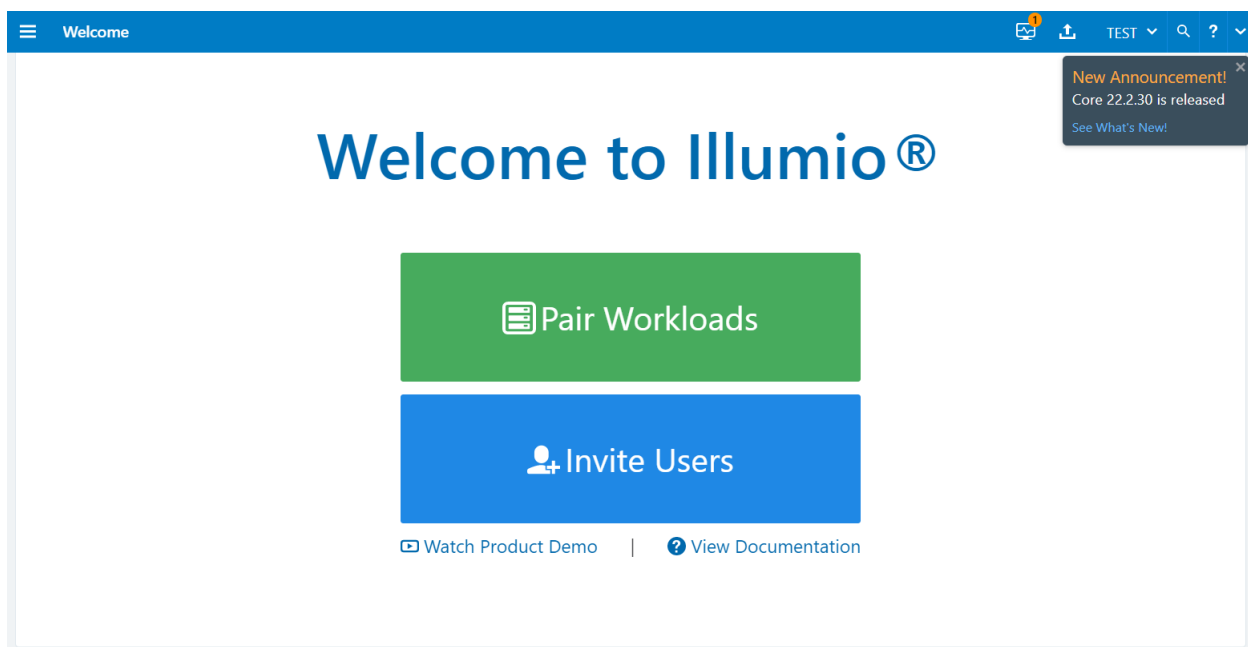 Welcome
1
TEST
?
New Announcement!
Core 22.2.30 is released
See What's New!
Welcome to Illumio®
Pair Workloads
Invite Users
Watch Product Demo | View Documentation